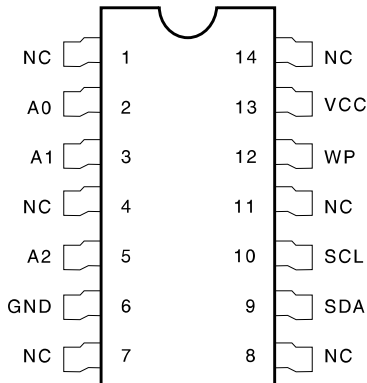 NC 1 14 NC
A0 2 13 VCC
A1 3 12 WP
NC 4 11 NC
A2 5 10 SCL
GND 6 9 SDA
NC 7 8 NC